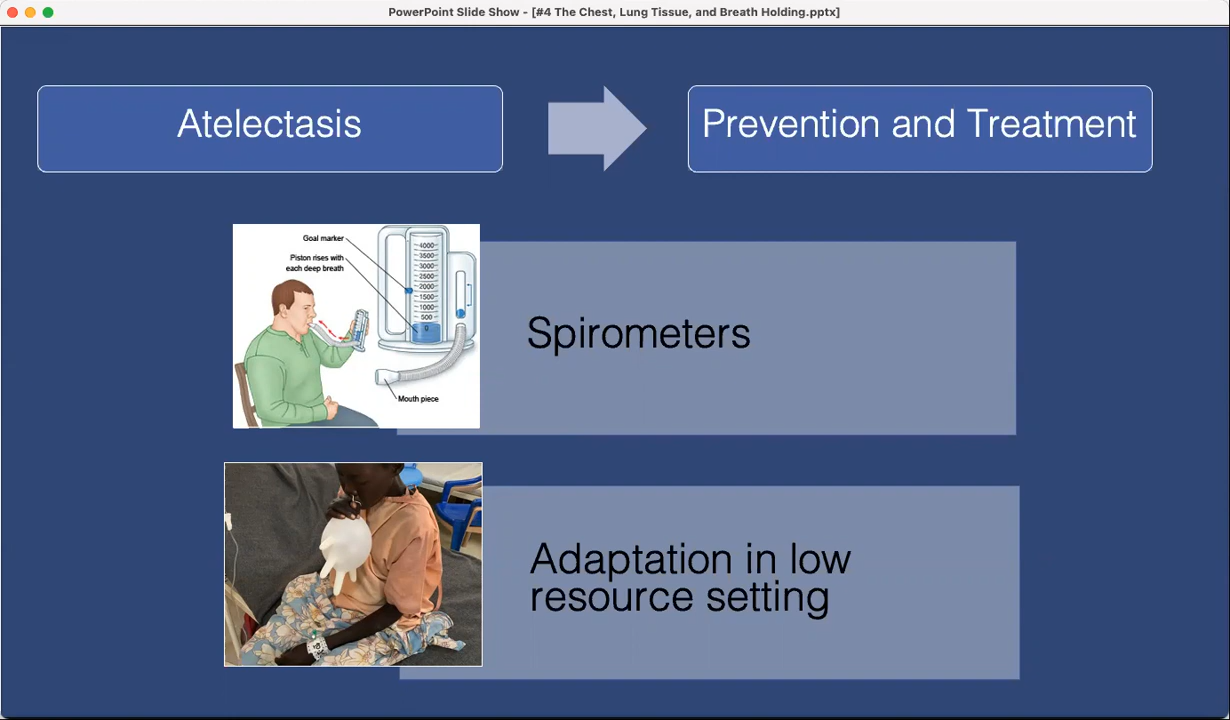 PowerPoint Slide Show - [#4 The Chest, Lung Tissue, and Breath Holding.pptx]
Atelectasis
Prevention and Treatment
Goal marker
Piston rises with
each deep breath
4000
3500
3000
2500
2000
1500
1000
500
0
Mouth piece
Spirometers
Adaptation in low
resource setting